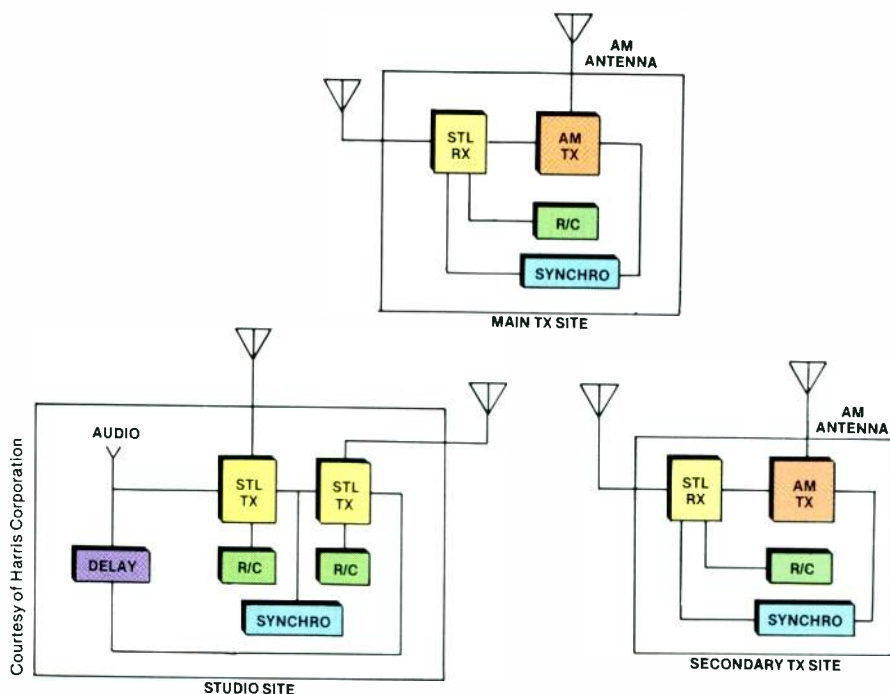 AM
ANTENNA
STL
RX
AM
TX
R/C
SYNCHRO
MAIN TX SITE
Courtesy of Harris Corporation
AUDIO
STL
TX
STL
TX
DELAY
R/C
R/C
SYNCHRO
STUDIO SITE
AM
ANTENNA
STL
RX
AM
TX
R/C
SYNCHRO
SECONDARY TX SITE